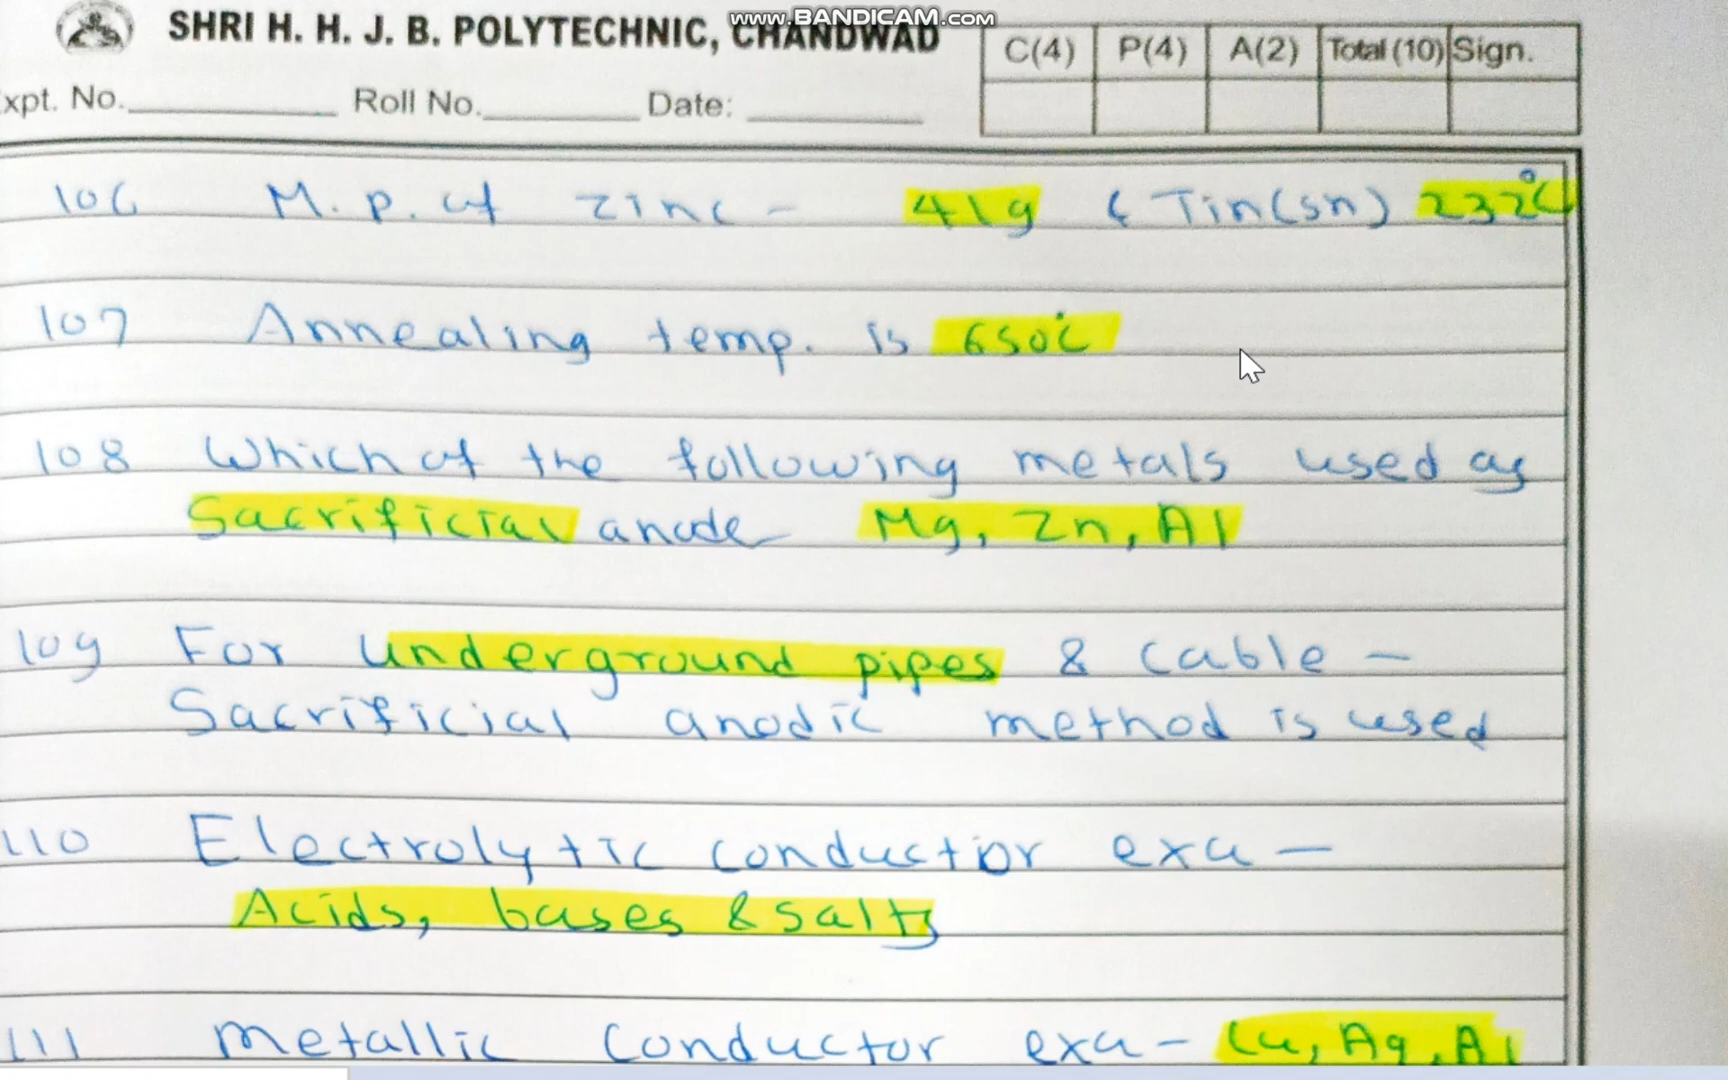 www.BANDICAM.com
SHRI H. H. J. B. POLYTECHNIC, CHANDWAD
C(4) P(4) A(2) Total (10) Sign.
xpt. No. Roll No. Date:
106 M.p. of zinc - 419 & Tin(sn) 232°C
107 Annealing temp. is 650°C
108 Which of the following metals used as
Sacrificial anode Mg, Zn, Al
109 For underground pipes & cable -
Sacrificial anodic method is used
110 Electrolytic conductor exa -
Acids, bases & salts
111 metallic conductor exa - Cu, Ag, Al